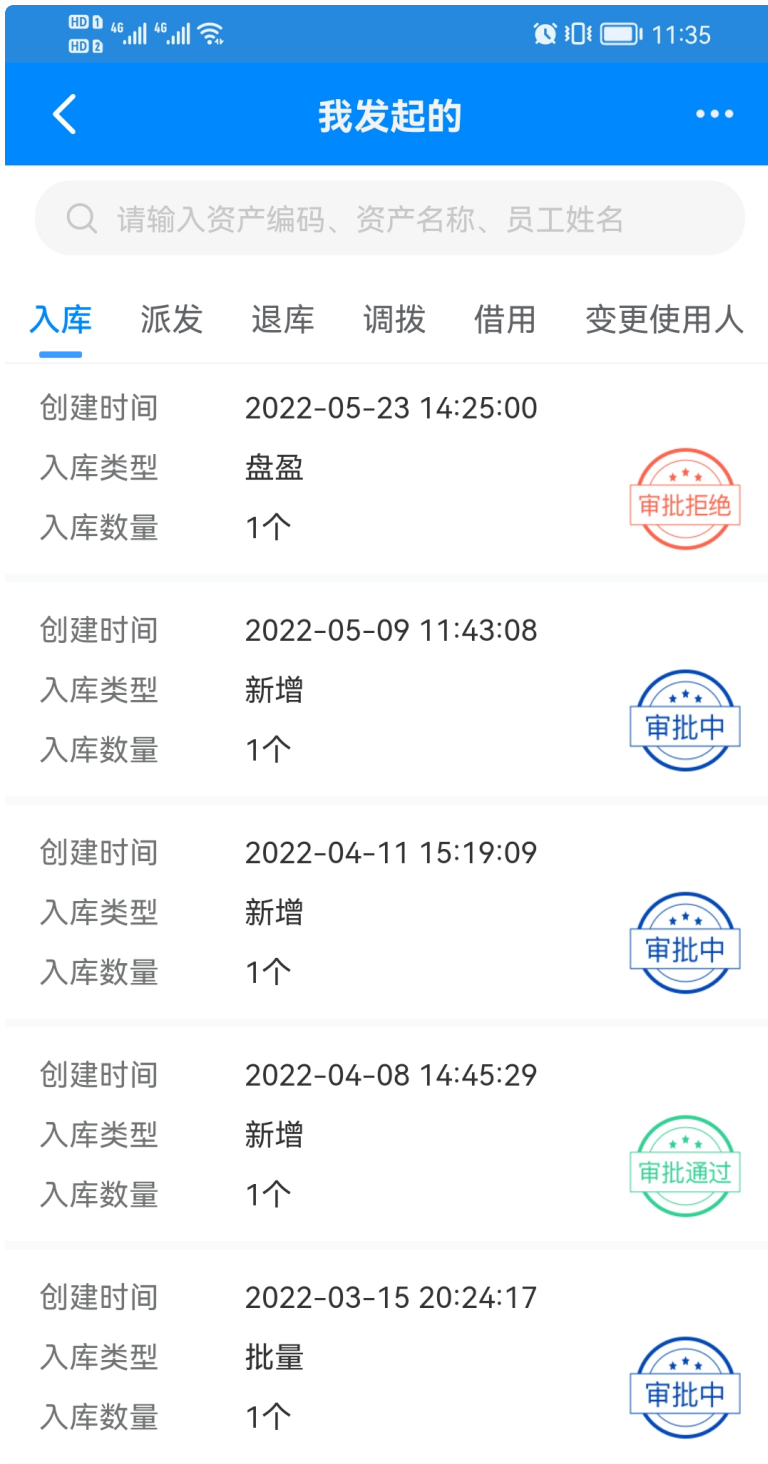 HD 1 4G 4G 11:35
HD 2
我发起的
请输入资产编码、资产名称、员工姓名
入库 派发 退库 调拨 借用 变更使用人
创建时间 2022-05-23 14:25:00
入库类型 盘盈
审批拒绝
入库数量 1个
创建时间 2022-05-09 11:43:08
入库类型 新增
审批中
入库数量 1个
创建时间 2022-04-11 15:19:09
入库类型 新增
审批中
入库数量 1个
创建时间 2022-04-08 14:45:29
入库类型 新增
审批通过
入库数量 1个
创建时间 2022-03-15 20:24:17
入库类型 批量
审批中
入库数量 1个